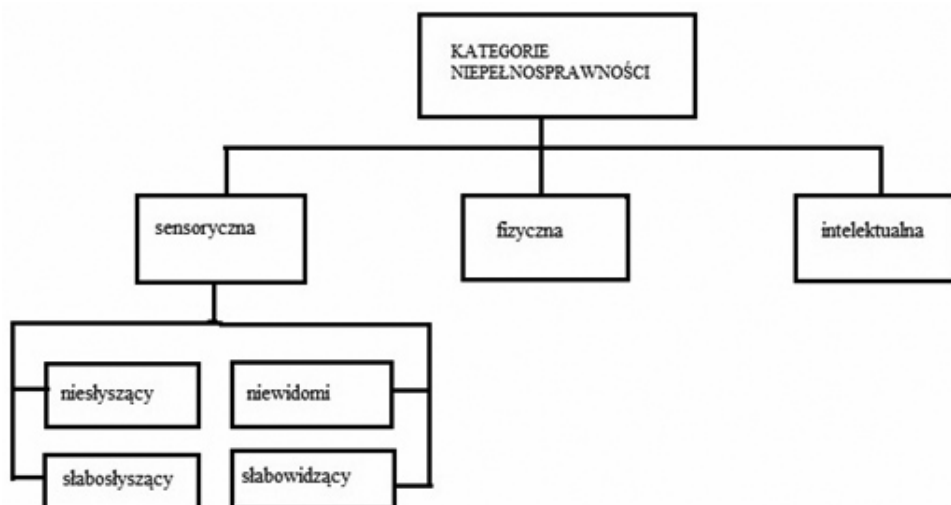 KATEGORIE
NIEPEŁNOSPRAWNOŚCI
sensoryczna
fizyczna
intelektualna
niesłyszący
niewidomi
słabosłyszący
słabowidzący